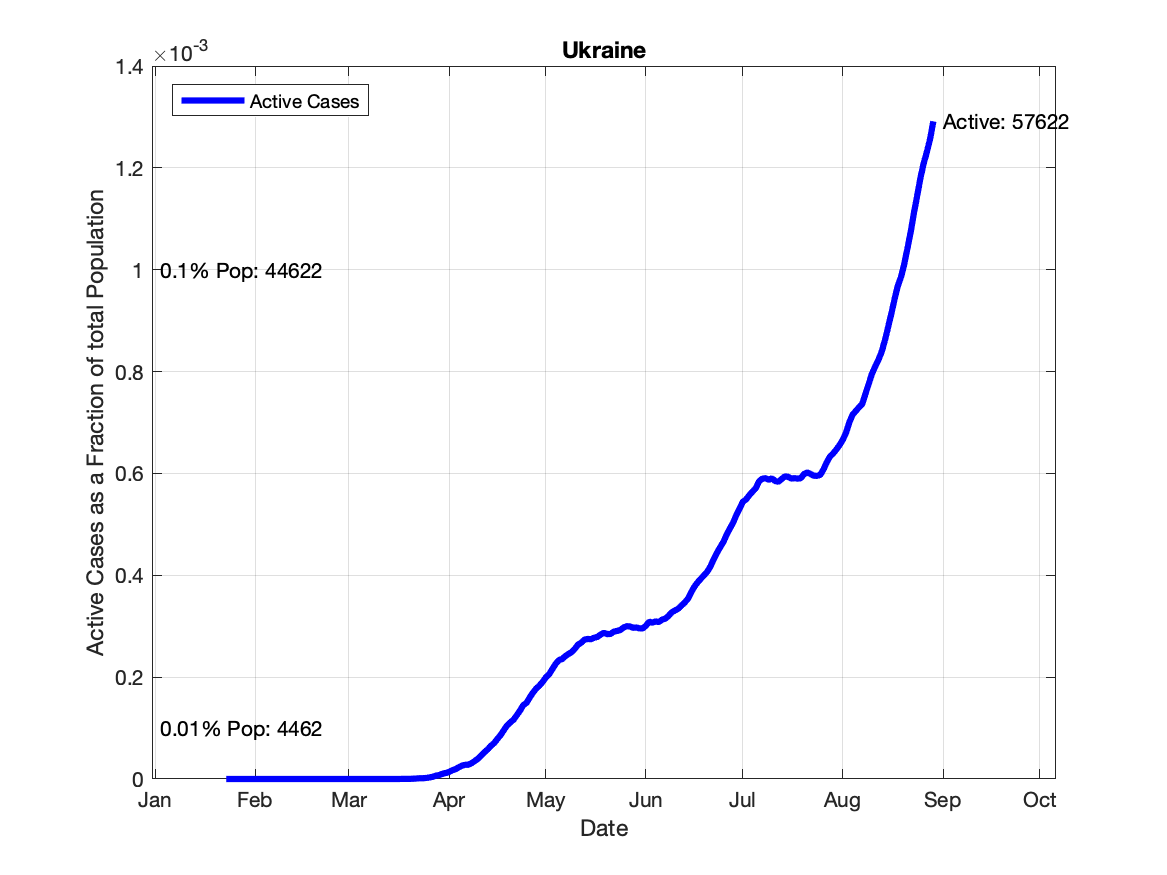 Ukraine
×10-3
1.4
1.2
1
0.8
0.6
0.4
0.2
0
Active Cases as a Fraction of total Population
Active Cases
Active: 57622
0.1% Pop: 44622
0.01% Pop: 4462
Jan Feb Mar Apr May Jun Jul Aug Sep Oct
Date